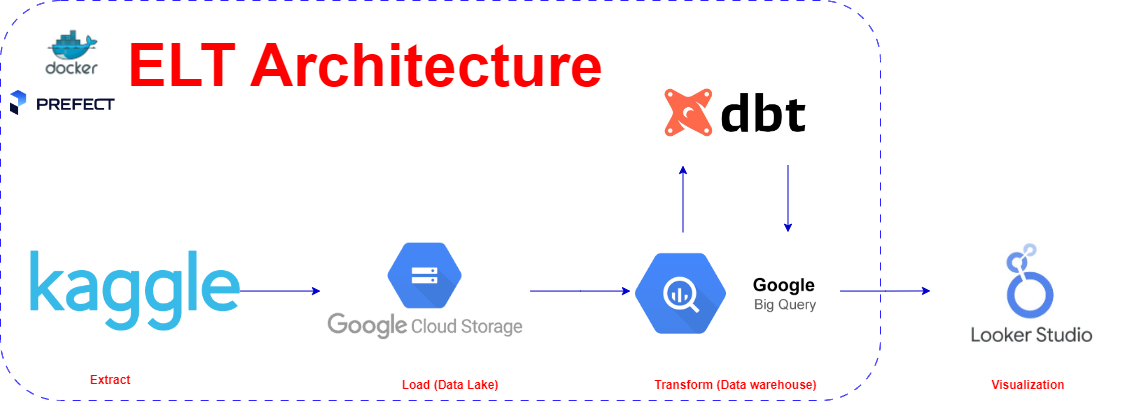 docker
ELT Architecture
PREFECT
dbt
kaggle
Google Cloud Storage
Google
Big Query
Looker Studio
Extract
Load (Data Lake)
Transform (Data warehouse)
Visualization